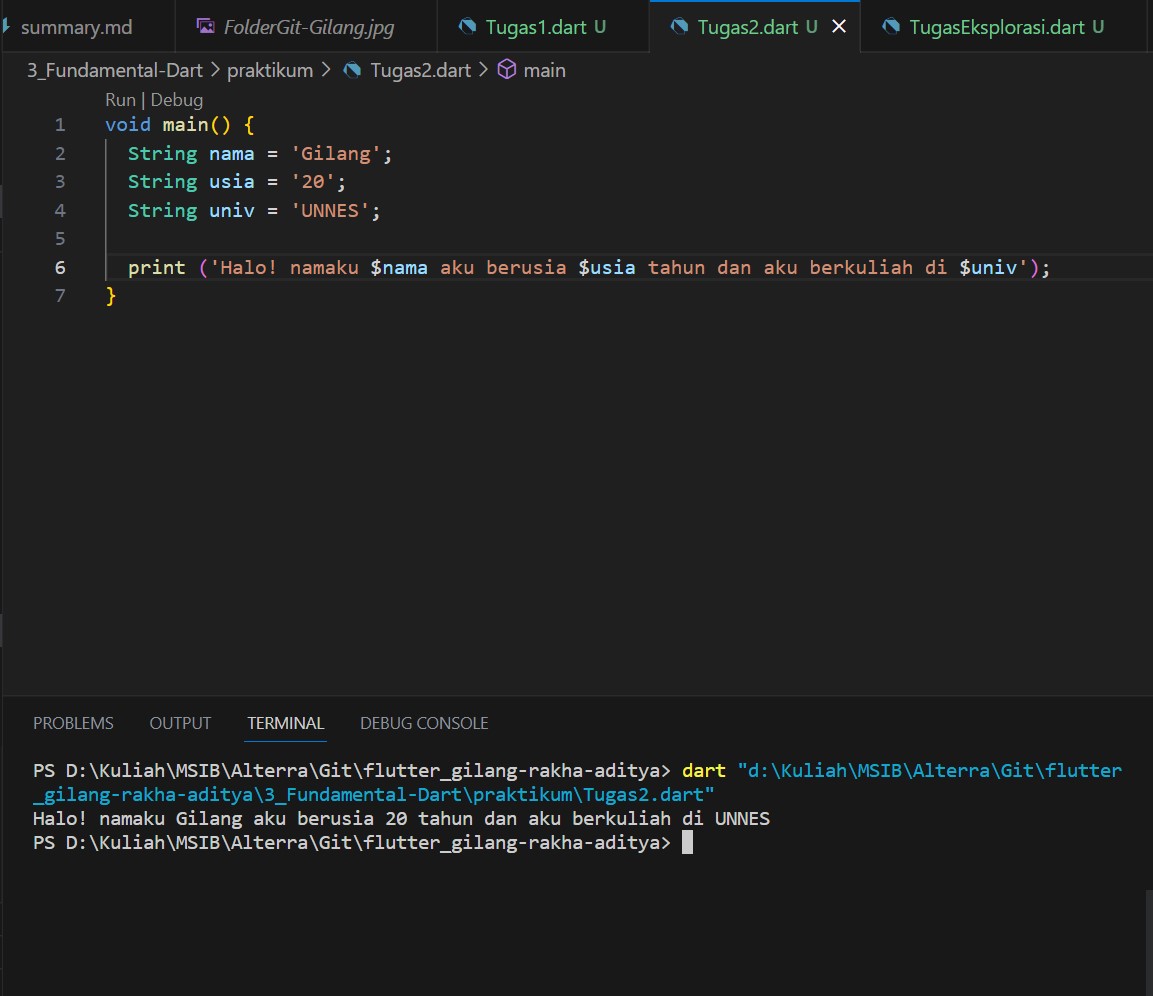 summary.md FolderGit-Gilang.jpg Tugas1.dart U Tugas2.dart U TugasEksplorasi.dart U
3_Fundamental-Dart > praktikum > Tugas2.dart > main
Run | Debug
1 void main() {
2 String nama = 'Gilang';
3 String usia = '20';
4 String univ = 'UNNES';
5
6 print ('Halo! namaku $nama aku berusia $usia tahun dan aku berkuliah di $univ');
7 }
PROBLEMS OUTPUT TERMINAL DEBUG CONSOLE
PS D:\Kuliah\MSIB\Alterra\Git\flutter_gilang-rakha-aditya> dart "d:\Kuliah\MSIB\Alterra\Git\flutter
_gilang-rakha-aditya\3_Fundamental-Dart\praktikum\Tugas2.dart"
Halo! namaku Gilang aku berusia 20 tahun dan aku berkuliah di UNNES
PS D:\Kuliah\MSIB\Alterra\Git\flutter_gilang-rakha-aditya>